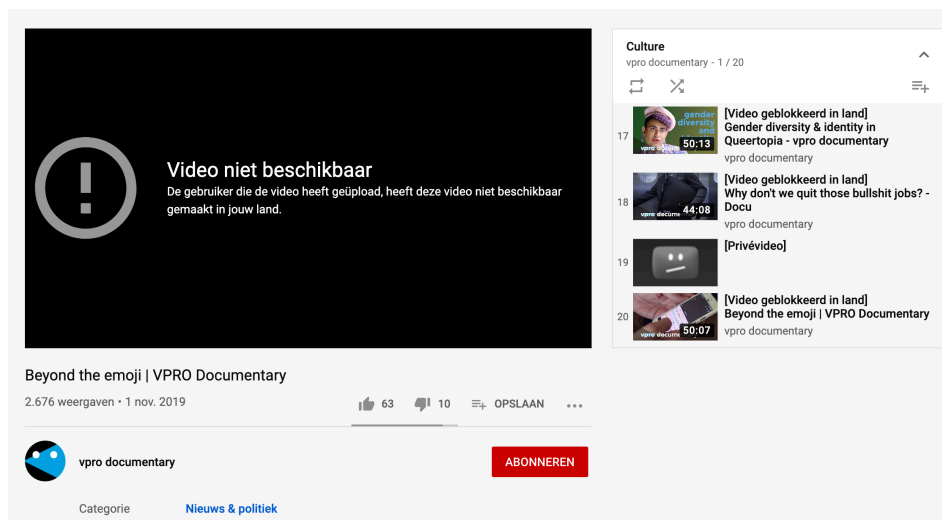 Video niet beschikbaar
De gebruiker die de video heeft geüpload, heeft deze video niet beschikbaar
gemaakt in jouw land.
Beyond the emoji | VPRO Documentary
2.676 weergaven • 1 nov. 2019
63
10
OPSLAAN
vpro documentary
ABONNEREN
Categorie
Nieuws & politiek
Culture
vpro documentary - 1 / 20
17
gender
diversity
and
50:13
[Video geblokkeerd in land]
Gender diversity & identity in
Queertopia - vpro documentary
vpro documentary
18
44:08
[Video geblokkeerd in land]
Why don't we quit those bullshit jobs? -
Docu
vpro documentary
19
[Privévideo]
20
50:07
[Video geblokkeerd in land]
Beyond the emoji | VPRO Documentary
vpro documentary